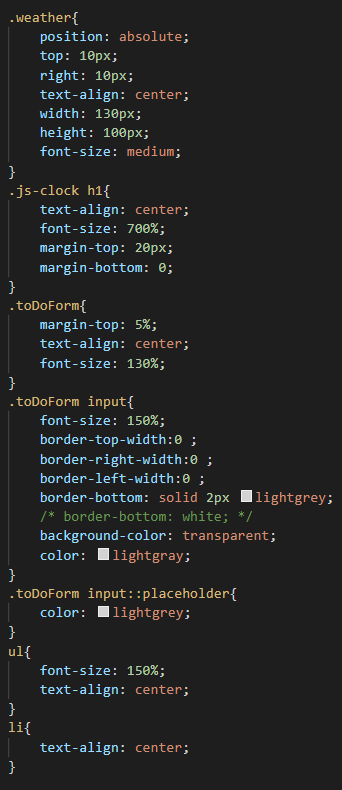 .weather{
    position: absolute;
    top: 10px;
    right: 10px;
    text-align: center;
    width: 130px;
    height: 100px;
    font-size: medium;
}
.js-clock h1{
    text-align: center;
    font-size: 700%;
    margin-top: 20px;
    margin-bottom: 0;
}
.toDoForm{
    margin-top: 5%;
    text-align: center;
    font-size: 130%;
}
.toDoForm input{
    font-size: 150%;
    border-top-width:0 ;
    border-right-width:0 ;
    border-left-width:0 ;
    border-bottom: solid 2px lightgrey;
    /* border-bottom: white; */
    background-color: transparent;
    color: lightgray;
}
.toDoForm input::placeholder{
    color: lightgrey;
}
ul{
    font-size: 150%;
    text-align: center;
}
li{
    text-align: center;
}